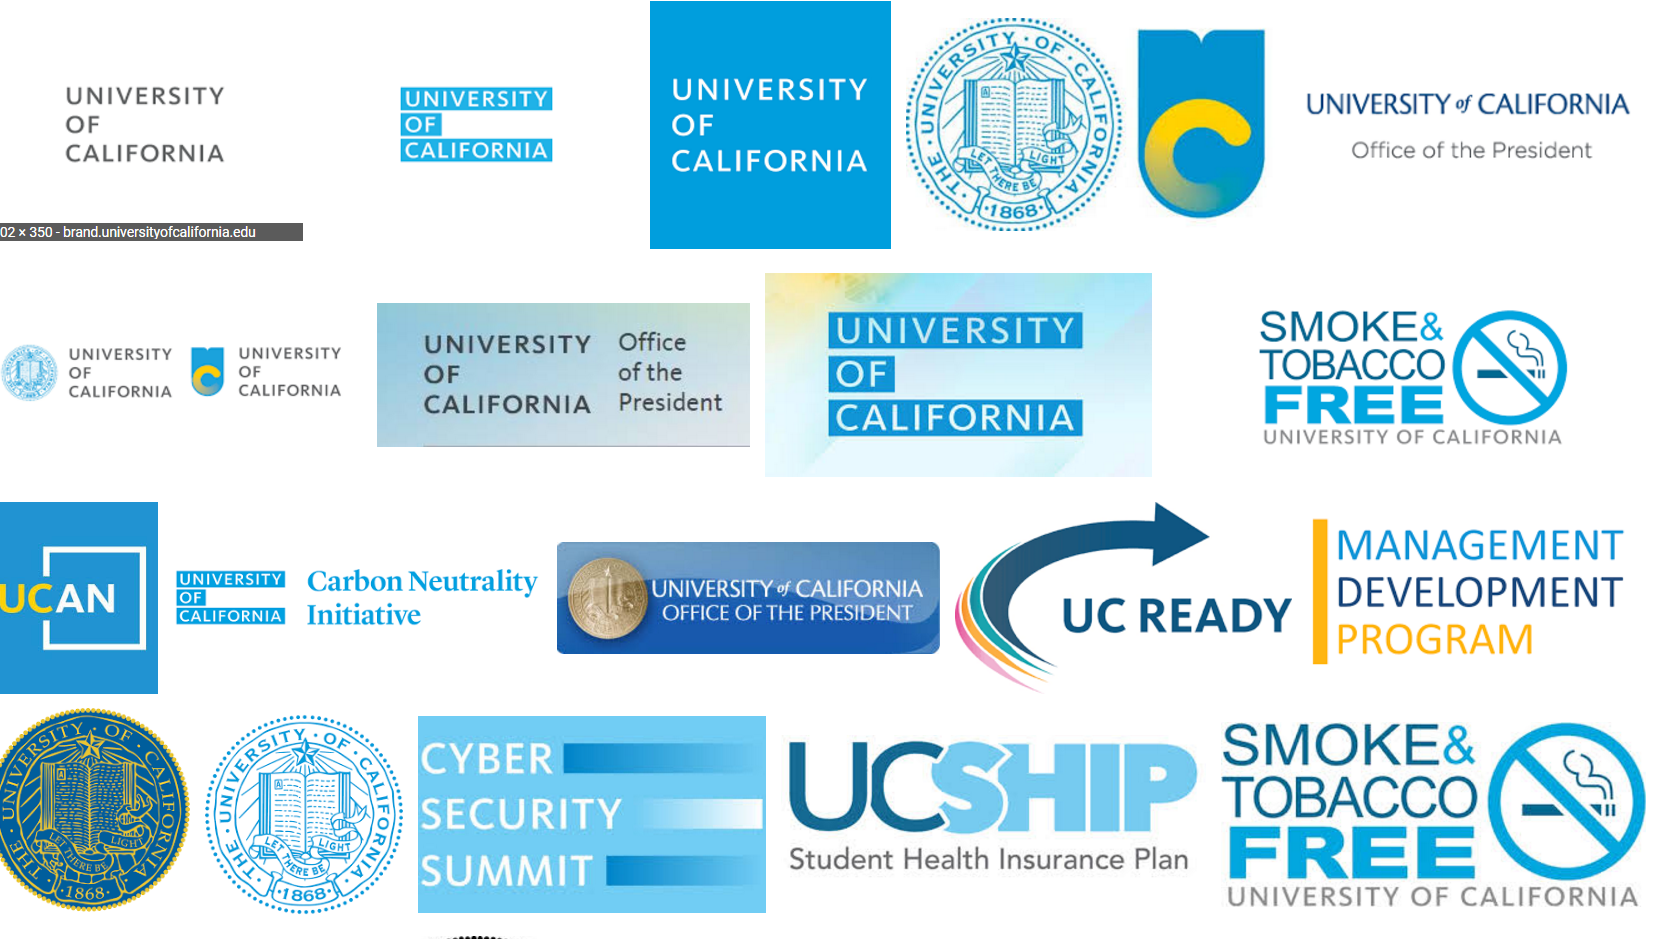 UNIVERSITY
OF
CALIFORNIA
UNIVERSITY
OF
CALIFORNIA
UNIVERSITY
OF
CALIFORNIA
THE · UNIVERSITY · OF · CALIFORNIA
A
LET THERE BE LIGHT
·1868·
UNIVERSITY of CALIFORNIA
Office of the President
02 × 350 - brand.universityofcalifornia.edu
UNIVERSITY
OF
CALIFORNIA
UNIVERSITY
OF
CALIFORNIA
UNIVERSITY
OF
CALIFORNIA
Office
of the
President
UNIVERSITY
OF
CALIFORNIA
SMOKE&
TOBACCO
FREE
UNIVERSITY OF CALIFORNIA
UCAN
UNIVERSITY
OF
CALIFORNIA
Carbon Neutrality
Initiative
UNIVERSITY of CALIFORNIA
OFFICE OF THE PRESIDENT
UC READY
MANAGEMENT
DEVELOPMENT
PROGRAM
THE · UNIVERSITY · OF · CALIFORNIA
A
LET THERE BE LIGHT
·1868·
THE · UNIVERSITY · OF · CALIFORNIA
A
LET THERE BE LIGHT
·1868·
CYBER
SECURITY
SUMMIT
UCSHIP
Student Health Insurance Plan
SMOKE&
TOBACCO
FREE
UNIVERSITY OF CALIFORNIA